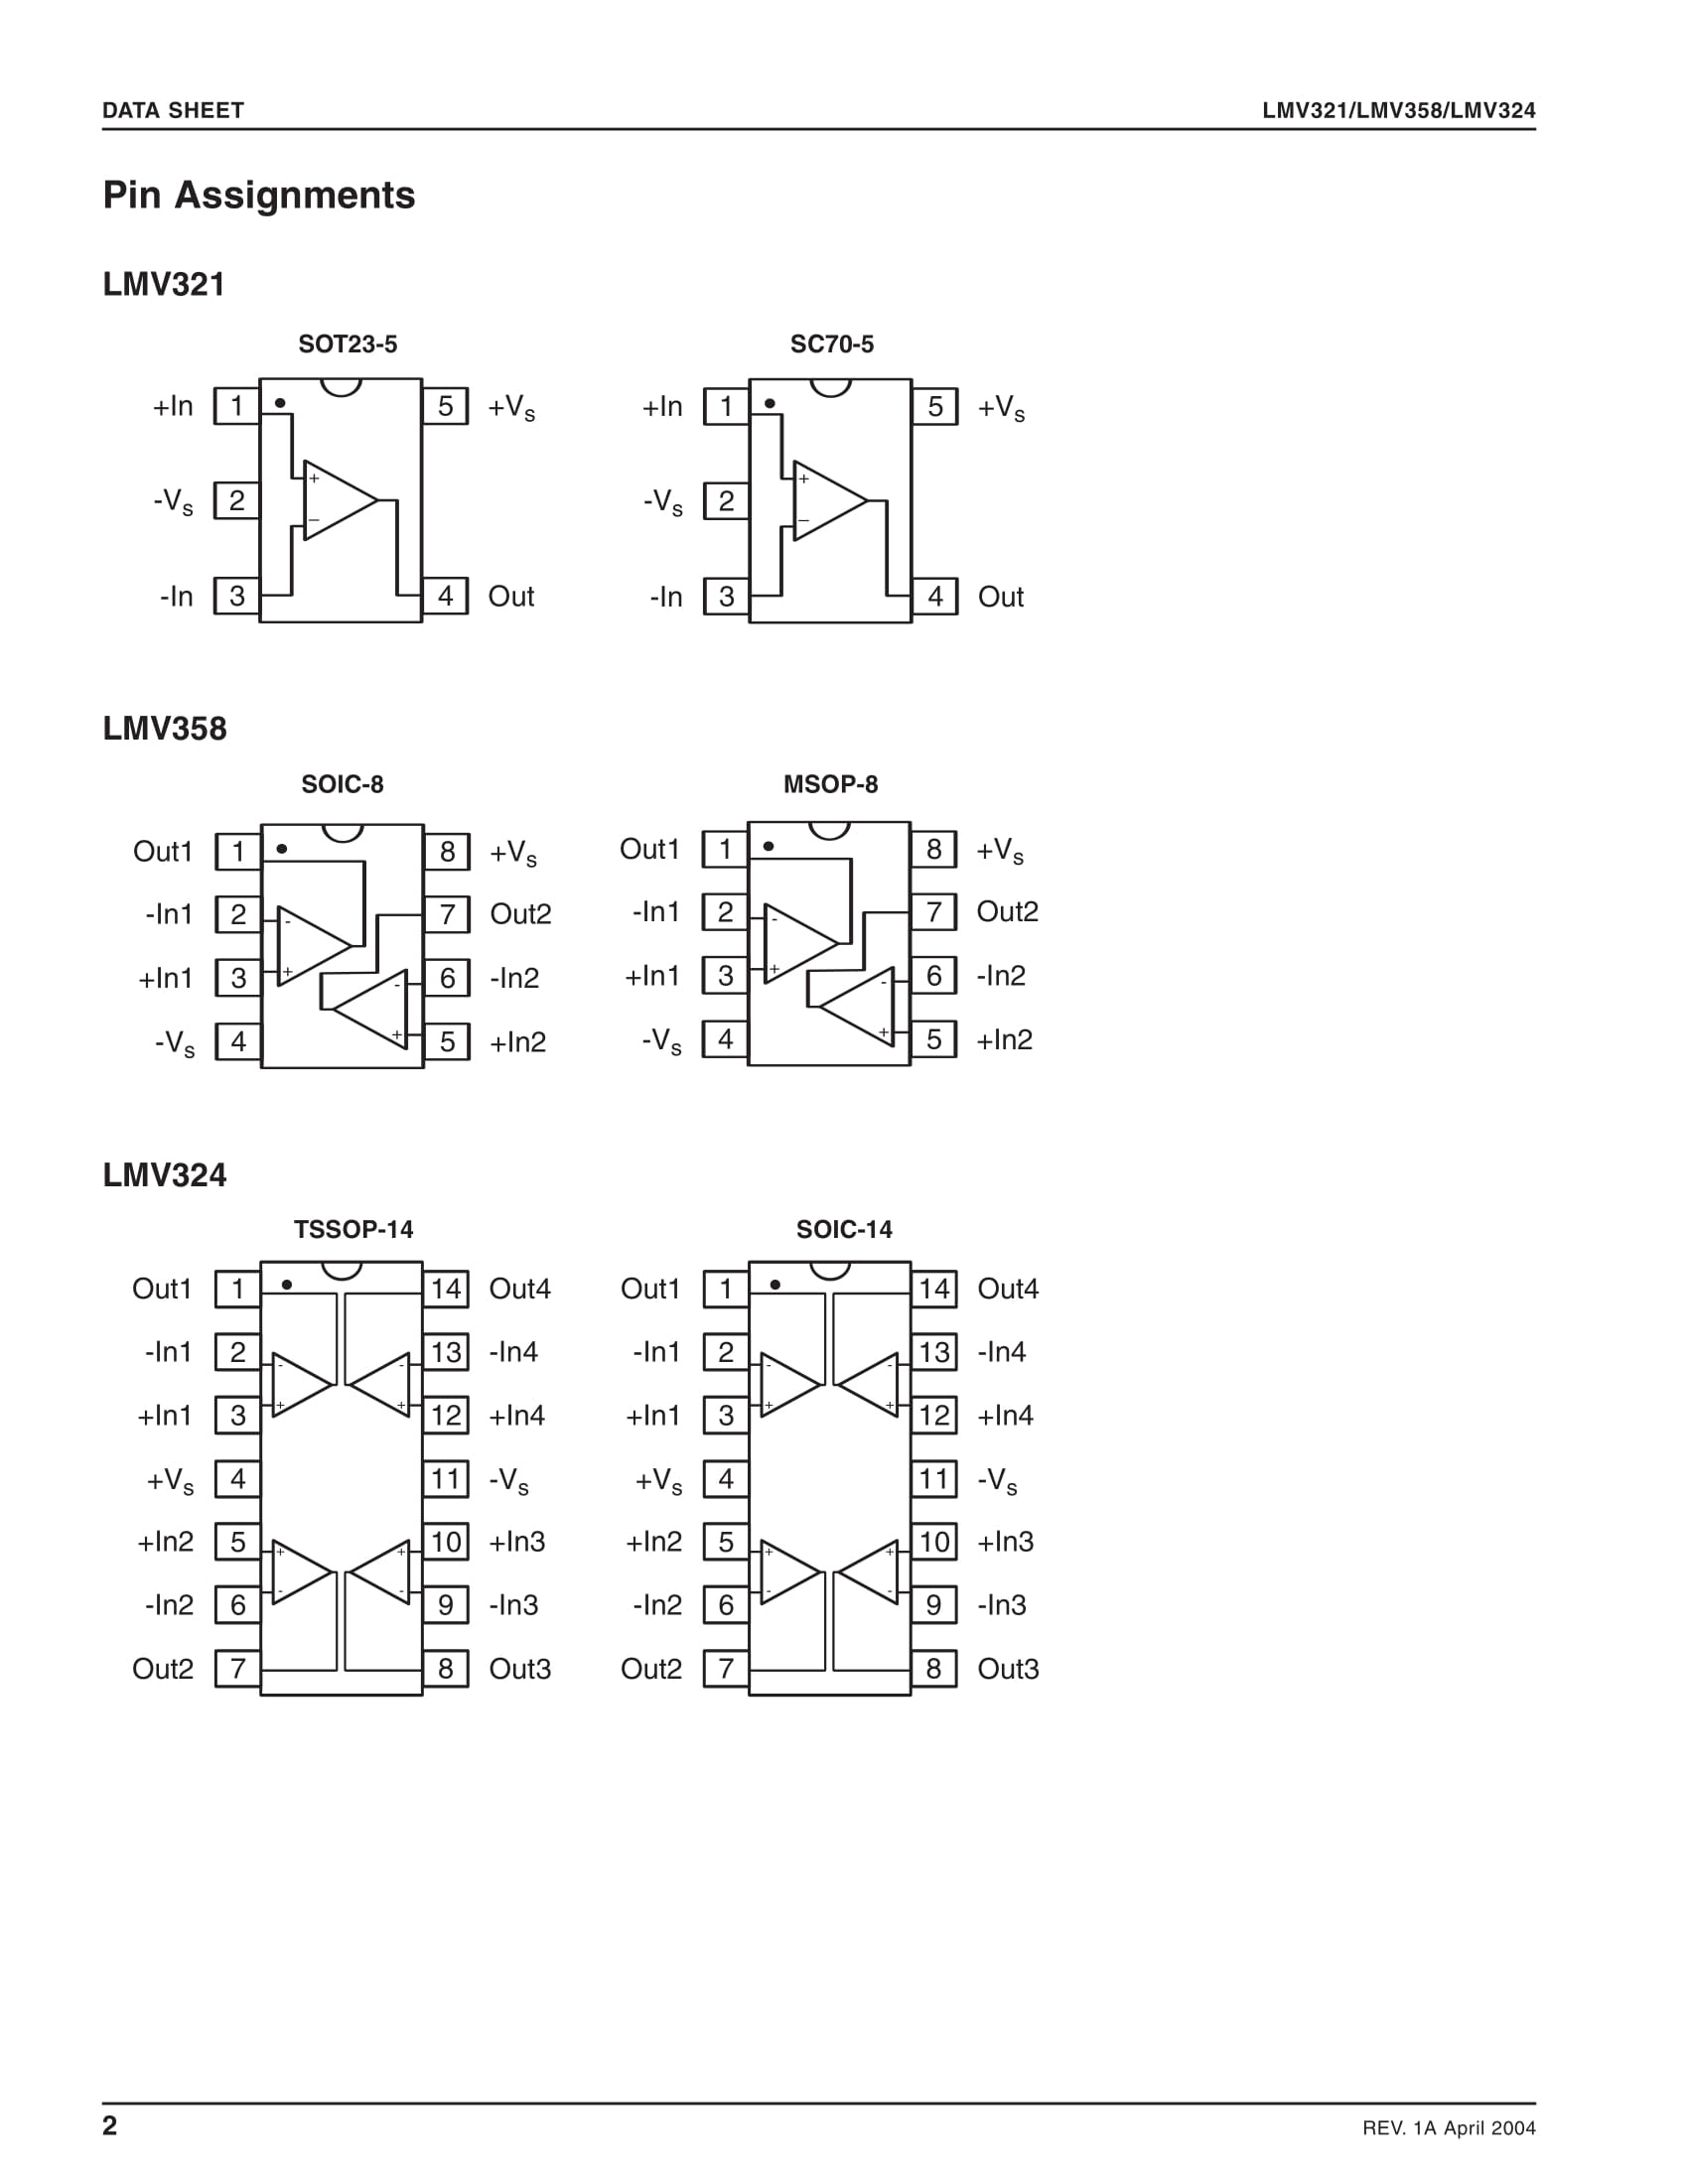 DATA SHEET LMV321/LMV358/LMV324
Pin Assignments
LMV321
SOT23-5 SC70-5
+In 1 5 +Vs +In 1 5 +Vs
+ +
-Vs 2 -Vs 2
– –
-In 3 4 Out -In 3 4 Out
LMV358
SOIC-8 MSOP-8
Out1 1 8 +Vs Out1 1 8 +Vs
-In1 2 7 Out2 -In1 2 7 Out2
- -
+In1 3 6 -In2 +In1 3 6 -In2
+ - + -
-Vs 4 5 +In2 -Vs 4 5 +In2
+ +
LMV324
TSSOP-14 SOIC-14
Out1 1 14 Out4 Out1 1 14 Out4
-In1 2 13 -In4 -In1 2 13 -In4
- - - -
+In1 3 12 +In4 +In1 3 12 +In4
+ + + +
+Vs 4 11 -Vs +Vs 4 11 -Vs
+In2 5 10 +In3 +In2 5 10 +In3
+ + + +
-In2 6 9 -In3 -In2 6 9 -In3
- - - -
Out2 7 8 Out3 Out2 7 8 Out3
2 REV. 1A April 2004